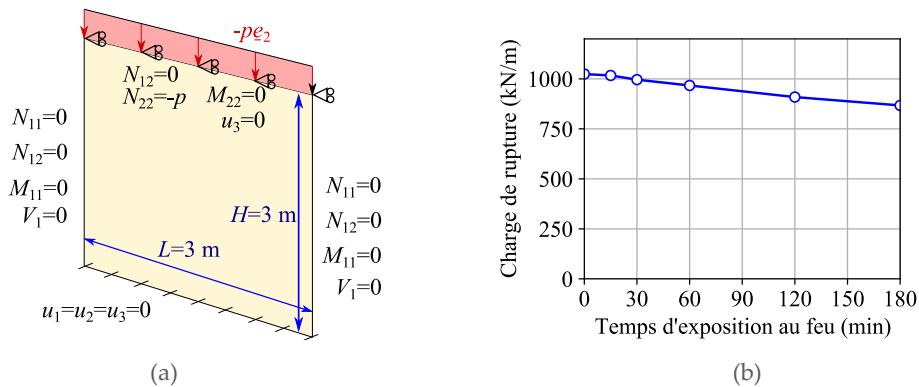 -pe₂
N₁₂=0
N₂₂=-p M₂₂=0
u₃=0
N₁₁=0
N₁₂=0
M₁₁=0
V₁=0
H=3 m
L=3 m
N₁₁=0
N₁₂=0
M₁₁=0
V₁=0
u₁=u₂=u₃=0
(a)
Charge de rupture (kN/m)
1000
750
500
250
0
0 30 60 90 120 150 180
Temps d'exposition au feu (min)
(b)